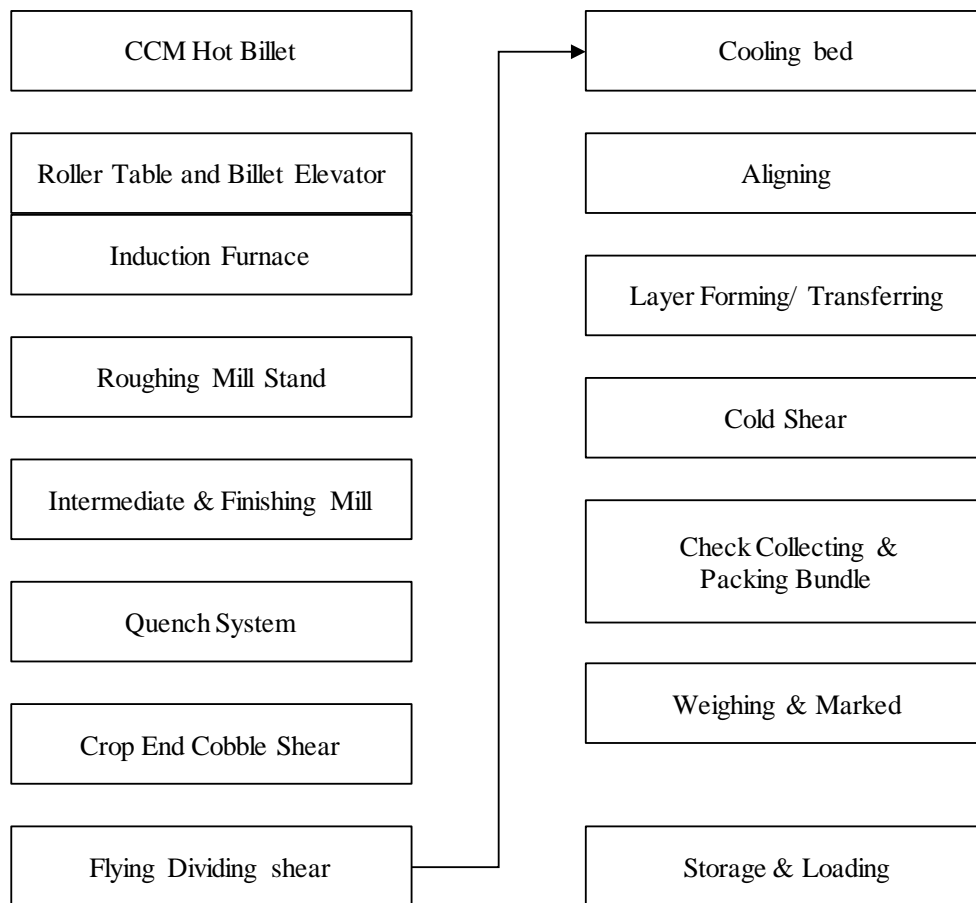 CCM Hot Billet
Roller Table and Billet Elevator
Induction Furnace
Roughing Mill Stand
Intermediate & Finishing Mill
Quench System
Crop End Cobble Shear
Flying Dividing shear
Cooling bed
Aligning
Layer Forming/ Transferring
Cold Shear
Check Collecting &
Packing Bundle
Weighing & Marked
Storage & Loading